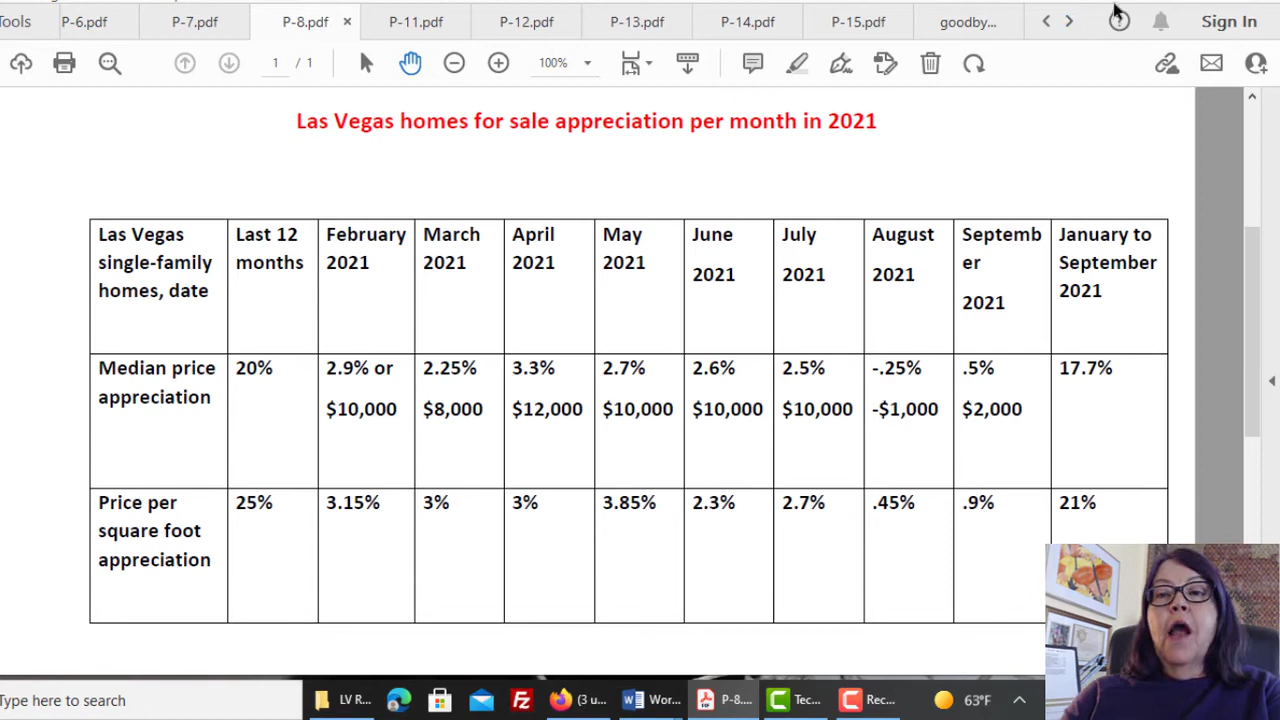 Tools P-6.pdf P-7.pdf P-8.pdf × P-11.pdf P-12.pdf P-13.pdf P-14.pdf P-15.pdf goodby... Sign In
1 / 1 100%
Las Vegas homes for sale appreciation per month in 2021
Las Vegas single-family homes, date Last 12 months February 2021 March 2021 April 2021 May 2021 June 2021 July 2021 August 2021 Septemb er 2021 January to September 2021
Median price appreciation 20% 2.9% or $10,000 2.25% $8,000 3.3% $12,000 2.7% $10,000 2.6% $10,000 2.5% $10,000 -.25% -$1,000 .5% $2,000 17.7%
Price per square foot appreciation 25% 3.15% 3% 3% 3.85% 2.3% 2.7% .45% .9% 21%
Type here to search LV R... (3 u... Wor... P-8.... Tec... Rec... 63°F